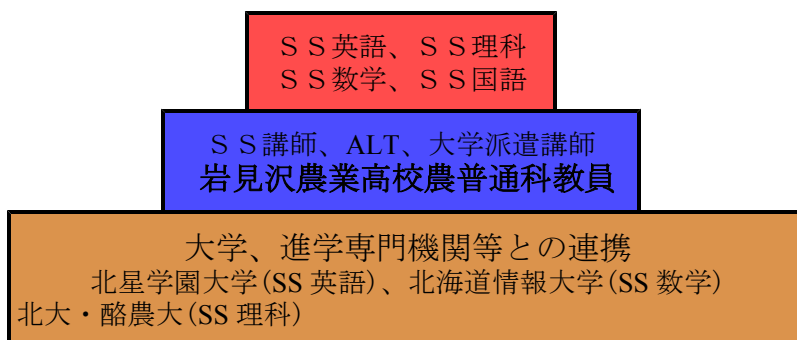 ＳＳ英語、ＳＳ理科
ＳＳ数学、ＳＳ国語
ＳＳ講師、ALT、大学派遣講師
岩見沢農業高校農普通科教員
大学、進学専門機関等との連携
北星学園大学(SS 英語)、北海道情報大学(SS 数学)
北大・酪農大(SS 理科)